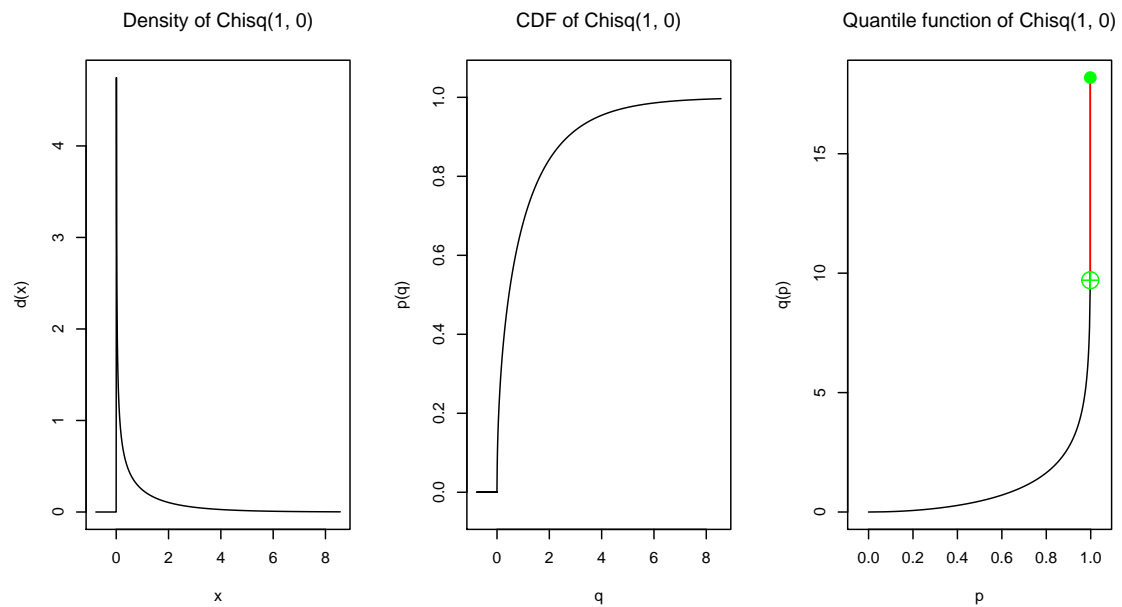 Density of Chisq(1, 0)
d(x)
4
3
2
1
0
0 2 4 6 8
x
CDF of Chisq(1, 0)
p(q)
1.0
0.8
0.6
0.4
0.2
0.0
0 2 4 6 8
q
Quantile function of Chisq(1, 0)
q(p)
15
10
5
0
0.0 0.2 0.4 0.6 0.8 1.0
p